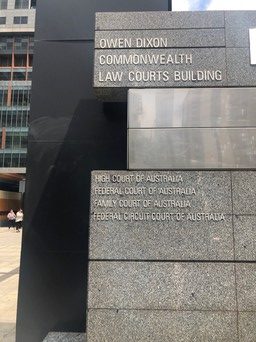 OWEN DIXON
COMMONWEALTH
LAW COURTS BUILDING
HIGH COURT OF AUSTRALIA
FEDERAL COURT OF AUSTRALIA
FAMILY COURT OF AUSTRALIA
FEDERAL CIRCUIT COURT OF AUSTRALIA